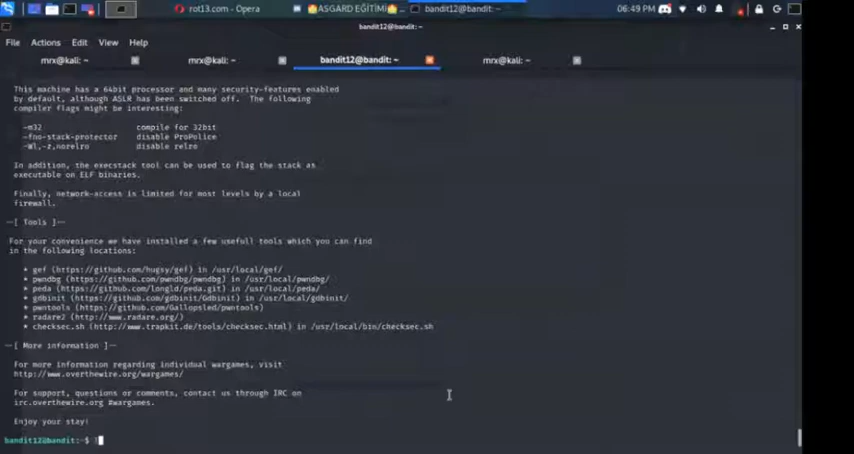 rot13.com - Opera
ASGARD EĞİTİMİ
bandit12@bandit: ~
06:49 PM
bandit12@bandit: ~
File Actions Edit View Help
mrx@kali: ~
mrx@kali: ~
bandit12@bandit: ~
mrx@kali: ~
This machine has a 64bit processor and many security-features enabled
by default, although ASLR has been switched off. The following
compiler flags might be interesting:
-m32 compile for 32bit
-fno-stack-protector disable ProPolice
-Wl,-z,norelro disable relro
In addition, the execstack tool can be used to flag the stack as
executable on ELF binaries.
Finally, network-access is limited for most levels by a local
firewall.
--[ Tools ]--
For your convenience we have installed a few usefull tools which you can find
in the following locations:
* gef (https://github.com/hugsy/gef) in /usr/local/gef/
* pwndbg (https://github.com/pwndbg/pwndbg) in /usr/local/pwndbg/
* peda (https://github.com/longld/peda.git) in /usr/local/peda/
* gdbinit (https://github.com/gdbinit/Gdbinit) in /usr/local/gdbinit/
* pwntools (https://github.com/Gallopsled/pwntools)
* radare2 (http://www.radare.org/)
* checksec.sh (http://www.trapkit.de/tools/checksec.html) in /usr/local/bin/checksec.sh
--[ More information ]--
For more information regarding individual wargames, visit
http://www.overthewire.org/wargames/
For support, questions or comments, contact us through IRC on
irc.overthewire.org #wargames.
Enjoy your stay!
bandit12@bandit:~$